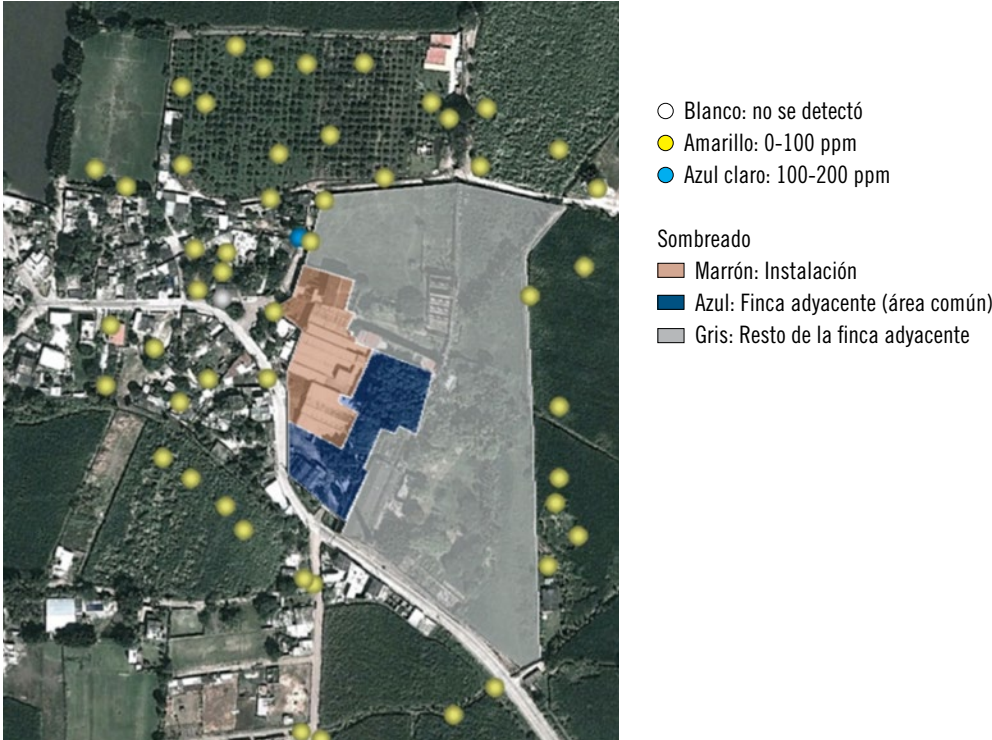 Blanco: no se detectó
Amarillo: 0-100 ppm
Azul claro: 100-200 ppm
Sombreado
Marrón: Instalación
Azul: Finca adyacente (área común)
Gris: Resto de la finca adyacente